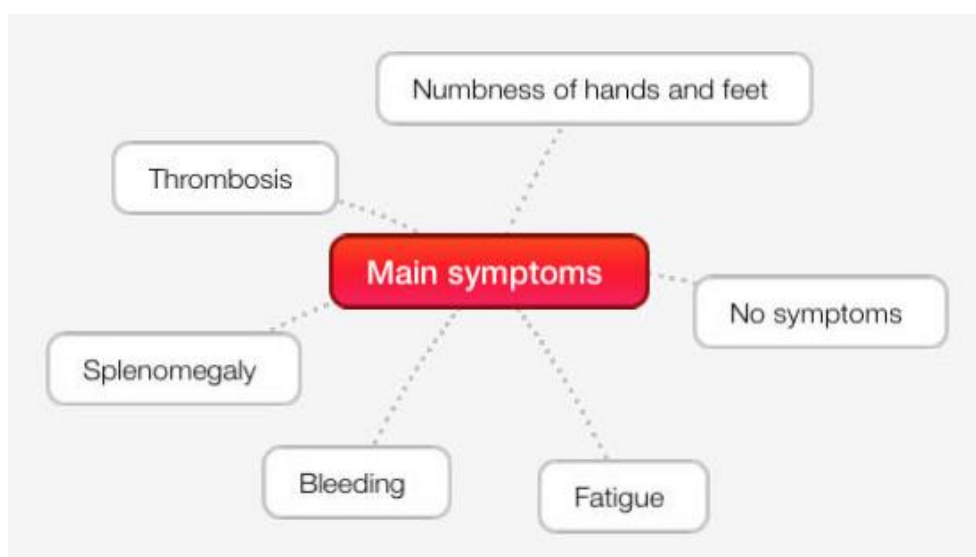 Numbness of hands and feet
Thrombosis
Main symptoms
No symptoms
Splenomegaly
Bleeding
Fatigue